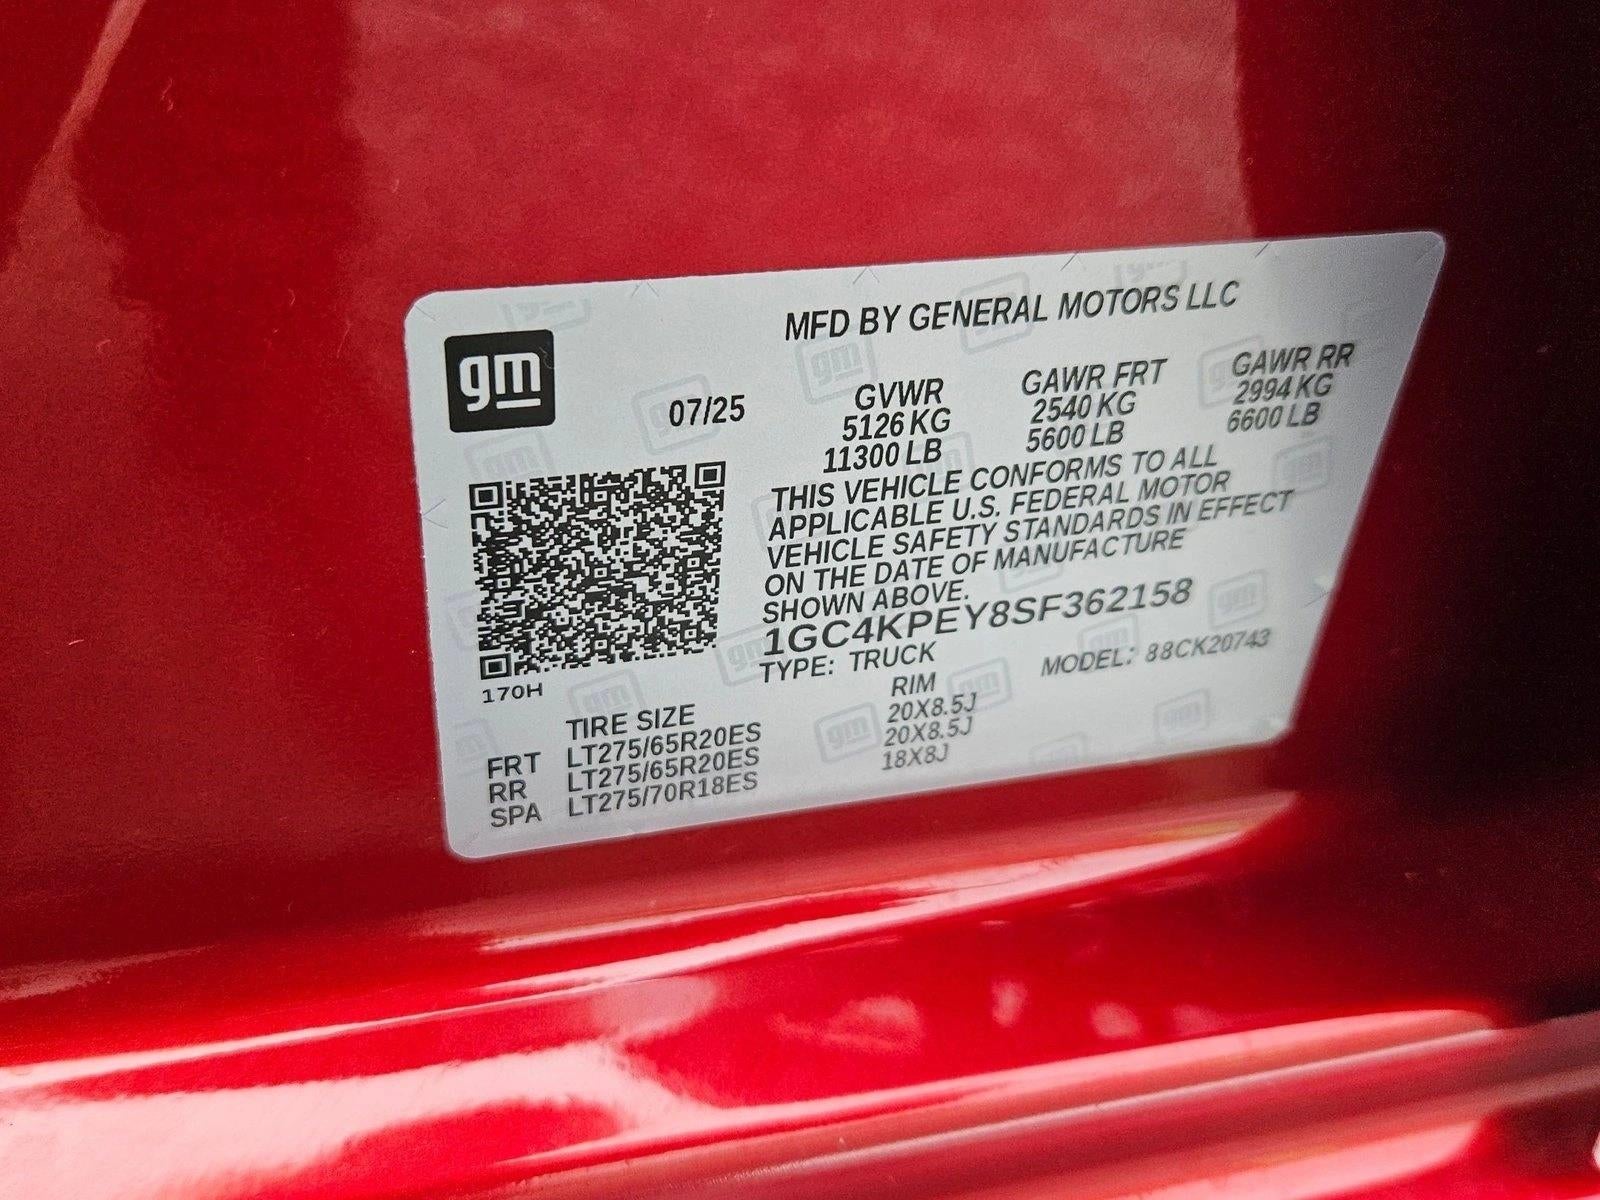 gm
MFD BY GENERAL MOTORS LLC
07/25
GVWR
5126 KG
11300 LB
GAWR FRT
2540 KG
5600 LB
GAWR RR
2994 KG
6600 LB
THIS VEHICLE CONFORMS TO ALL
APPLICABLE U.S. FEDERAL MOTOR
VEHICLE SAFETY STANDARDS IN EFFECT
ON THE DATE OF MANUFACTURE
SHOWN ABOVE.
1GC4KPEY8SF362158
TYPE: TRUCK
MODEL: 88CK20743
170H
TIRE SIZE RIM
FRT LT275/65R20ES 20X8.5J
RR LT275/65R20ES 20X8.5J
SPA LT275/70R18ES 18X8J